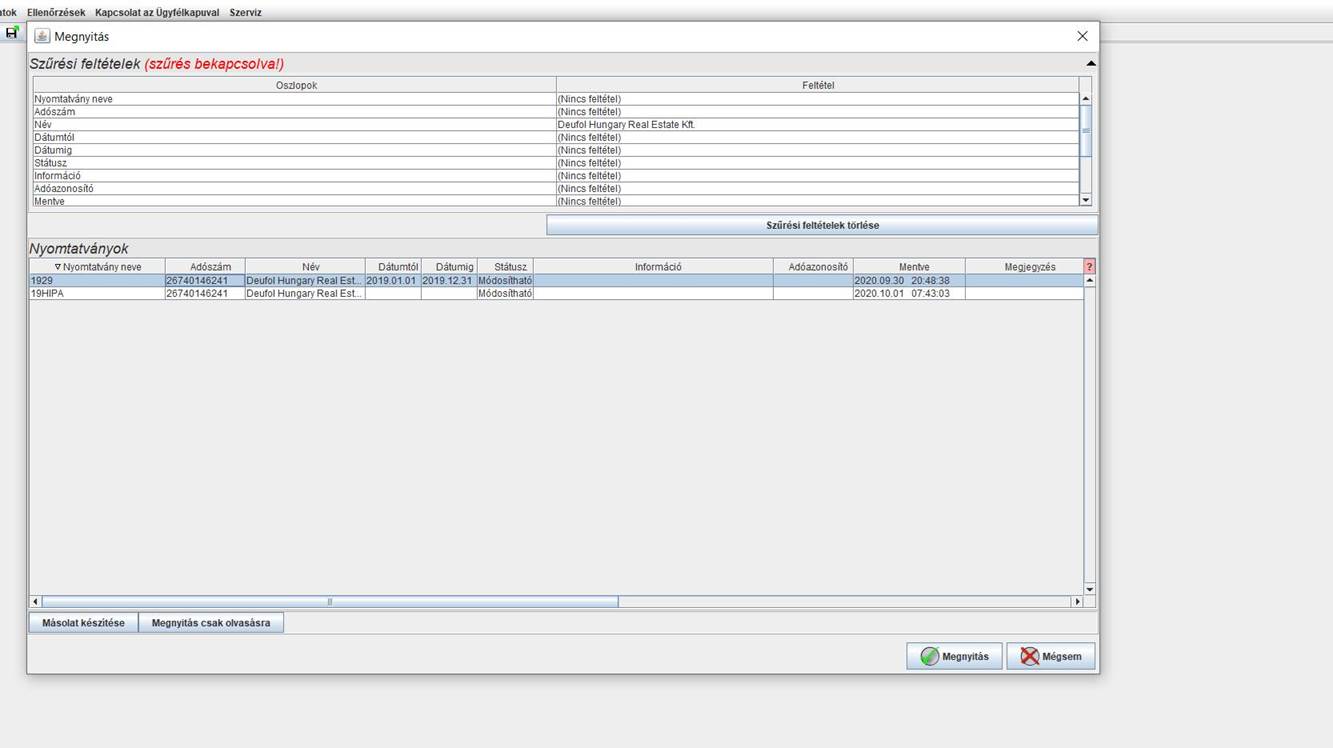 atok Ellenőrzések Kapcsolat az Ügyfélkapuval Szerviz
Megnyitás
Szűrési feltételek (szűrés bekapcsolva!)
Oszlopok Feltétel
Nyomtatvány neve (Nincs feltétel)
Adószám (Nincs feltétel)
Név Deufol Hungary Real Estate Kft.
Dátumtól (Nincs feltétel)
Dátumig (Nincs feltétel)
Státusz (Nincs feltétel)
Információ (Nincs feltétel)
Adóazonosító (Nincs feltétel)
Mentve (Nincs feltétel)
Szűrési feltételek törlése
Nyomtatványok
Nyomtatvány neve Adószám Név Dátumtól Dátumig Státusz Információ Adóazonosító Mentve Megjegyzés ?
1929 26740146241 Deufol Hungary Real Est... 2019.01.01 2019.12.31 Módosítható 2020.09.30 20:48:38
19HIPA 26740146241 Deufol Hungary Real Est... Módosítható 2020.10.01 07:43:03
Másolat készítése Megnyitás csak olvasásra
Megnyitás Mégsem